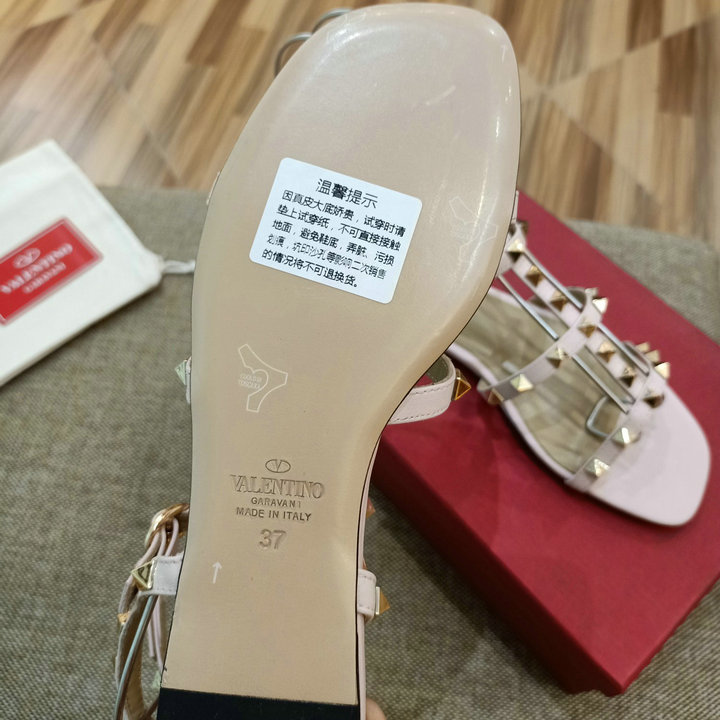 温馨提示
因真皮大底娇贵,试穿时请
垫上试穿纸,不可直接接触
地面,避免鞋底,弄脏、污损
划痕,坑印沙孔等影响二次销售
的情况将不可退换货。
VALENTINO
GARAVANI
VALENTINO
GARAVANI
MADE IN ITALY
37